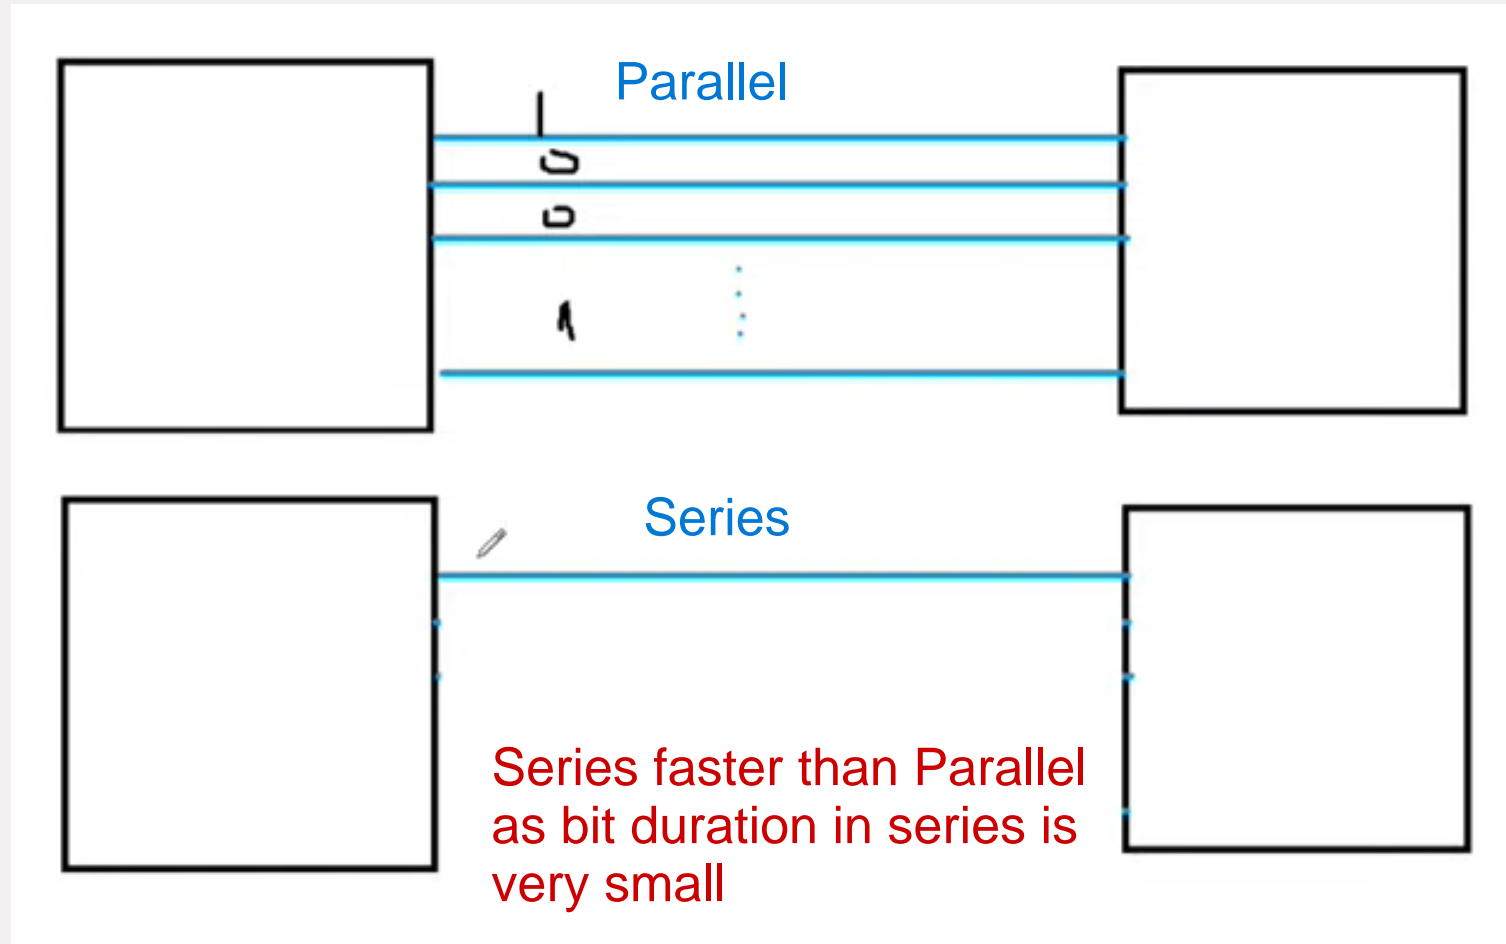 Parallel
1
0
0
1
Series
Series faster than Parallel
as bit duration in series is
very small